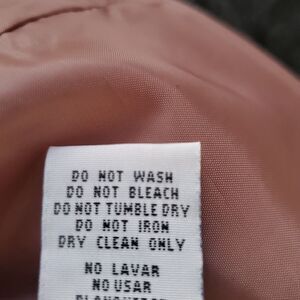 DO NOT WASH
DO NOT BLEACH
DO NOT TUMBLE DRY
DO NOT IRON
DRY CLEAN ONLY
NO LAVAR
NO USAR